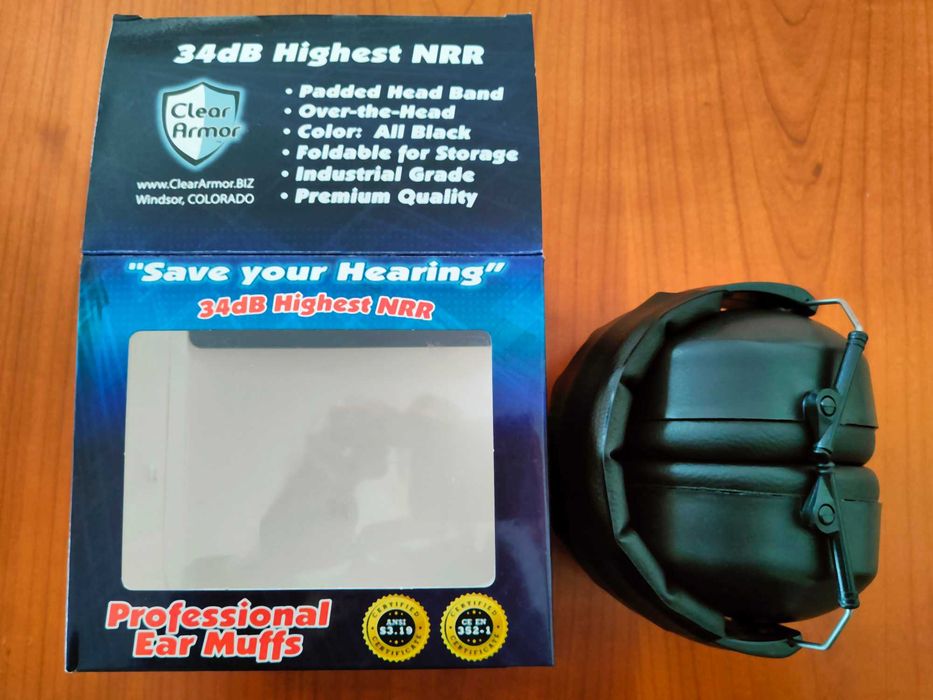 34dB Highest NRR
Clear
Armor
www.ClearArmor.BIZ
Windsor, COLORADO
• Padded Head Band
• Over-the-Head
• Color: All Black
• Foldable for Storage
• Industrial Grade
• Premium Quality
"Save your Hearing"
34dB Highest NRR
Professional
Ear Muffs
CERTIFIED
ANSI
S3.19
CERTIFICATE
CERTIFIED
CE EN
352-1
CERTIFICATE